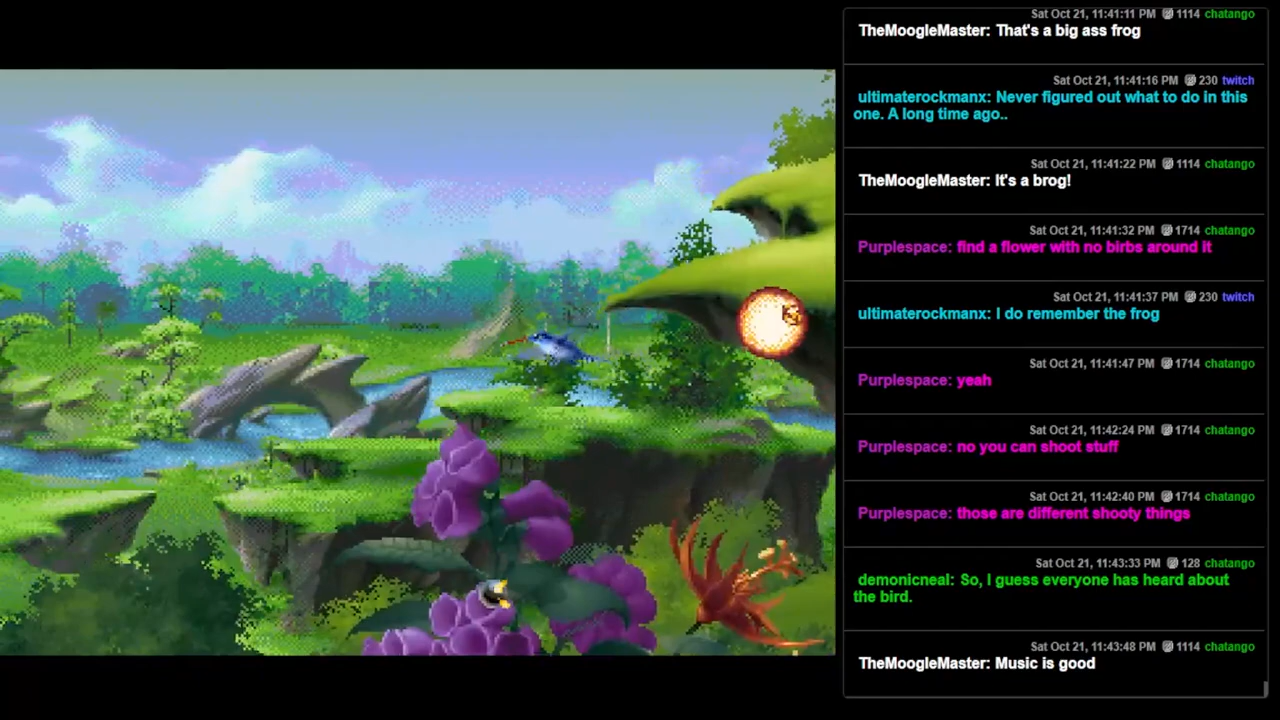 Sat Oct 21, 11:41:11 PM 1114 chatango
TheMoogleMaster: That's a big ass frog
Sat Oct 21, 11:41:16 PM 230 twitch
ultimaterockmanx: Never figured out what to do in this
one. A long time ago..
Sat Oct 21, 11:41:22 PM 1114 chatango
TheMoogleMaster: It's a brog!
Sat Oct 21, 11:41:32 PM 1714 chatango
Purplespace: find a flower with no birbs around it
Sat Oct 21, 11:41:37 PM 230 twitch
ultimaterockmanx: I do remember the frog
Sat Oct 21, 11:41:47 PM 1714 chatango
Purplespace: yeah
Sat Oct 21, 11:42:24 PM 1714 chatango
Purplespace: no you can shoot stuff
Sat Oct 21, 11:42:40 PM 1714 chatango
Purplespace: those are different shooty things
Sat Oct 21, 11:43:33 PM 128 chatango
demonicneal: So, I guess everyone has heard about
the bird.
Sat Oct 21, 11:43:48 PM 1114 chatango
TheMoogleMaster: Music is good